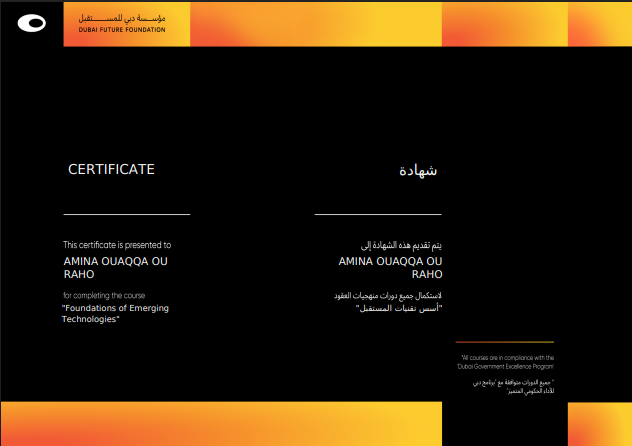 مؤسسة دبي للمستقبل
DUBAI FUTURE FOUNDATION
CERTIFICATE
This certificate is presented to
AMINA OUAQQA OU
RAHO
for completing the course
"Foundations of Emerging
Technologies"
شهادة
يتم تقديم هذه الشهادة إلى
AMINA OUAQQA OU
RAHO
لاستكمال جميع دورات منهجيات العقود
"أسس تقنيات المستقبل"
"All courses are in compliance with the
'Dubai Government Excellence Program'
" جميع الدورات متوافقة مع 'برنامج دبي
للأداء الحكومي المتميز'